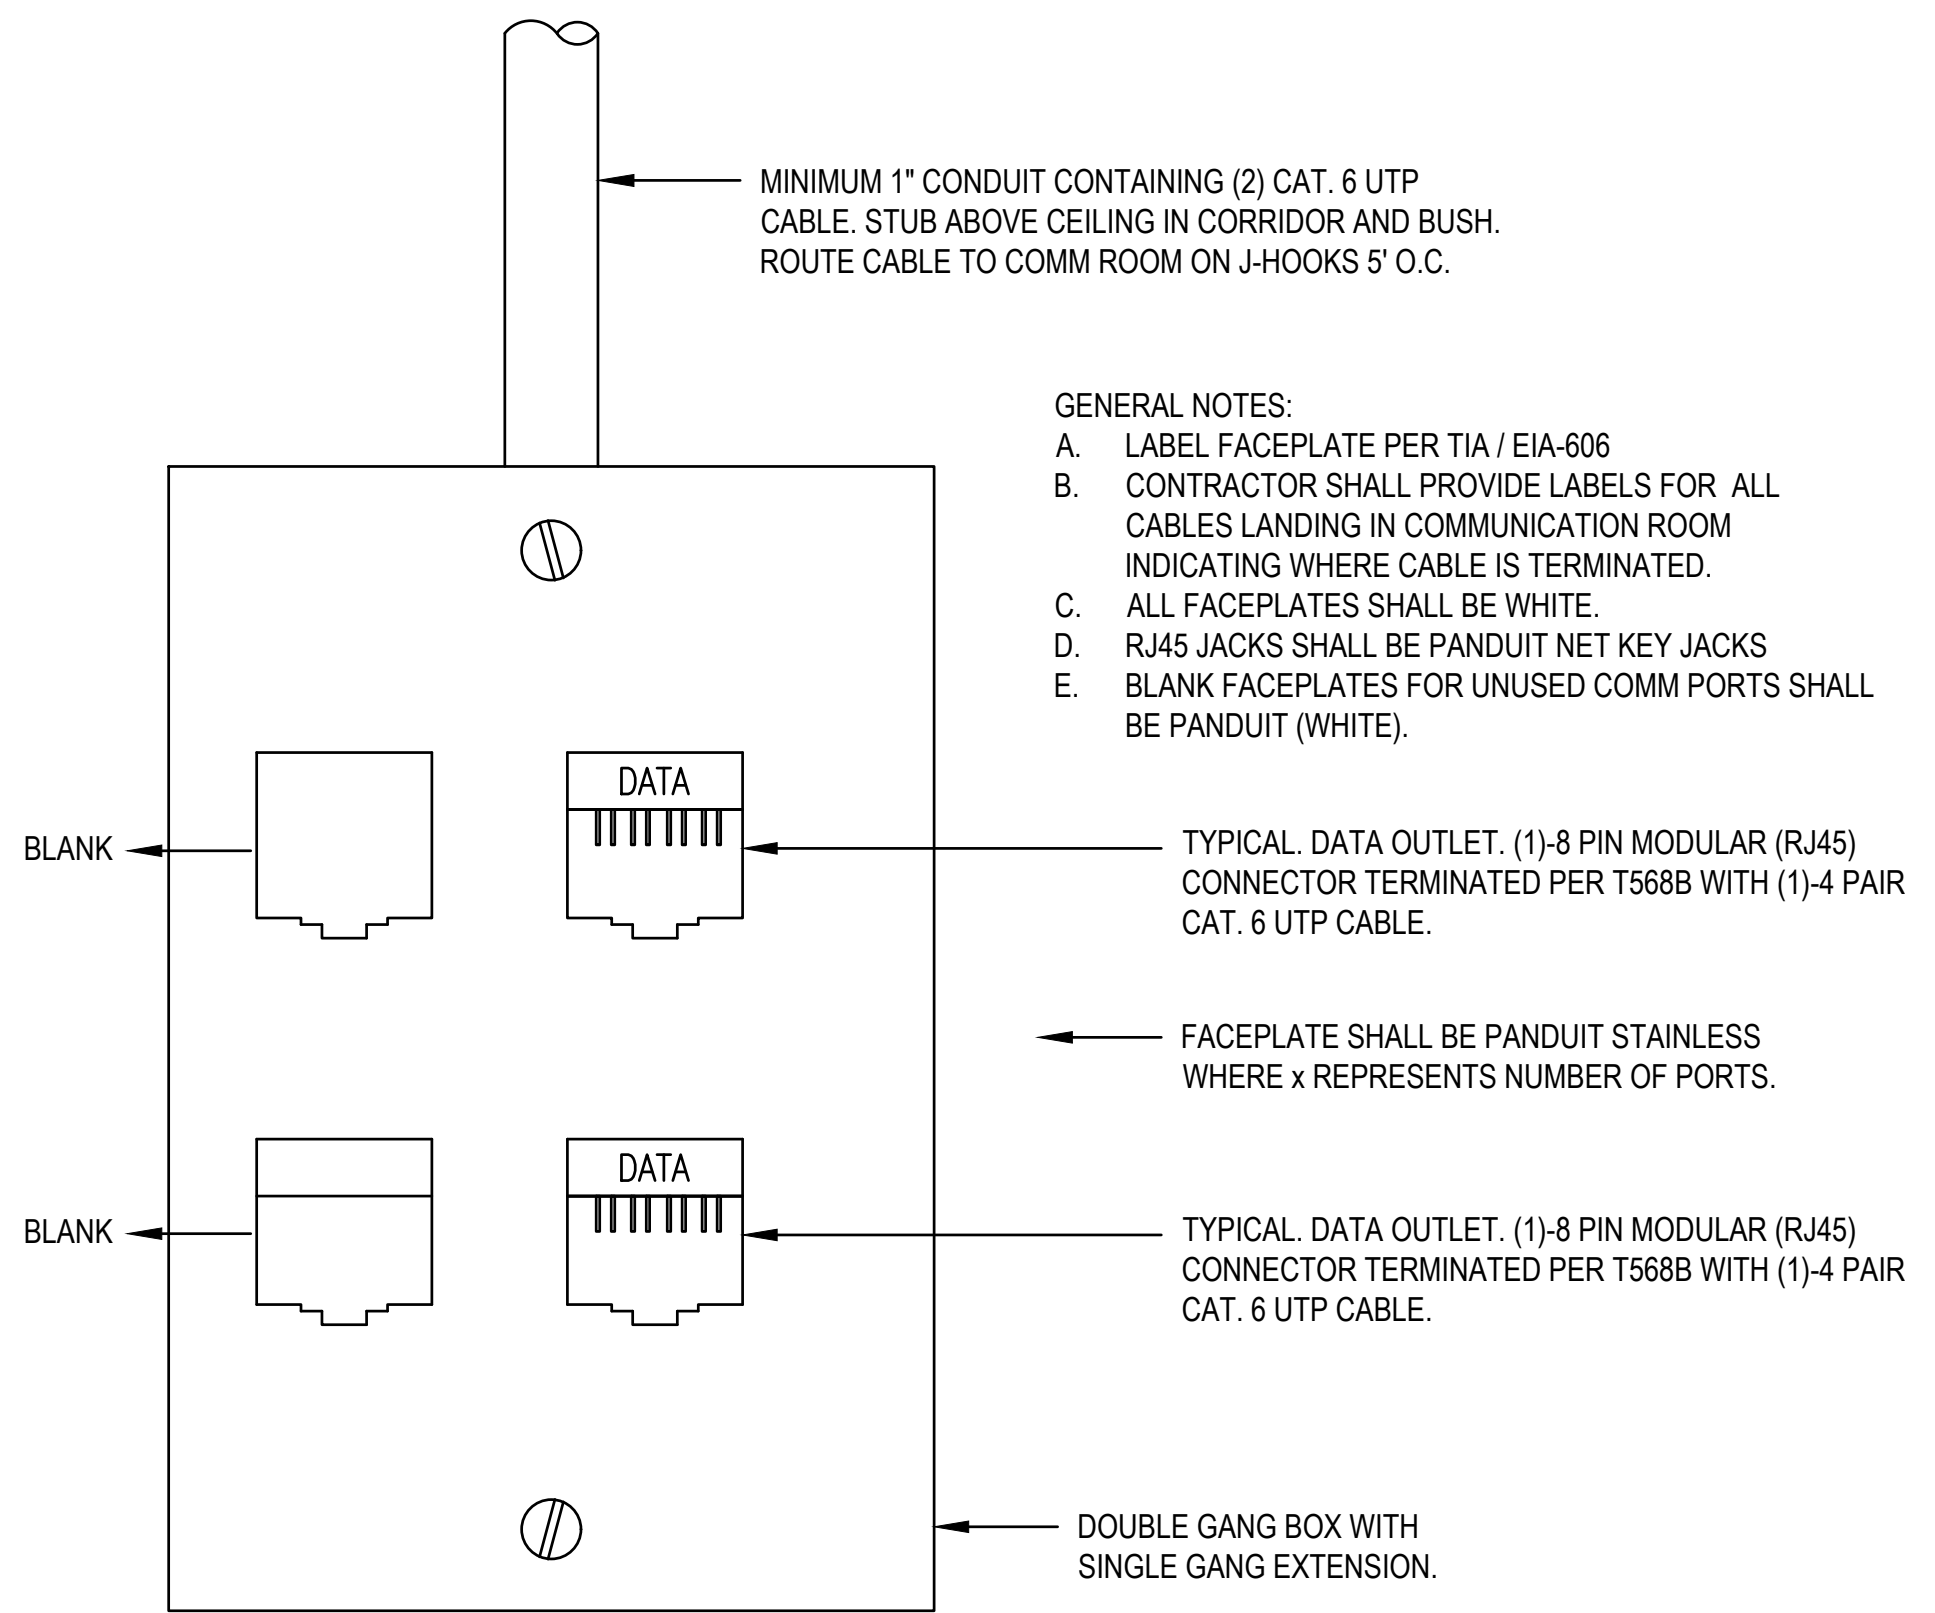 MINIMUM 1" CONDUIT CONTAINING (2) CAT. 6 UTP
CABLE. STUB ABOVE CEILING IN CORRIDOR AND BUSH.
ROUTE CABLE TO COMM ROOM ON J-HOOKS 5' O.C.
GENERAL NOTES:
A. LABEL FACEPLATE PER TIA / EIA-606
B. CONTRACTOR SHALL PROVIDE LABELS FOR ALL
CABLES LANDING IN COMMUNICATION ROOM
INDICATING WHERE CABLE IS TERMINATED.
C. ALL FACEPLATES SHALL BE WHITE.
D. RJ45 JACKS SHALL BE PANDUIT NET KEY JACKS
E. BLANK FACEPLATES FOR UNUSED COMM PORTS SHALL
BE PANDUIT (WHITE).
DATA
BLANK
TYPICAL. DATA OUTLET. (1)-8 PIN MODULAR (RJ45)
CONNECTOR TERMINATED PER T568B WITH (1)-4 PAIR
CAT. 6 UTP CABLE.
FACEPLATE SHALL BE PANDUIT STAINLESS
WHERE x REPRESENTS NUMBER OF PORTS.
DATA
BLANK
TYPICAL. DATA OUTLET. (1)-8 PIN MODULAR (RJ45)
CONNECTOR TERMINATED PER T568B WITH (1)-4 PAIR
CAT. 6 UTP CABLE.
DOUBLE GANG BOX WITH
SINGLE GANG EXTENSION.